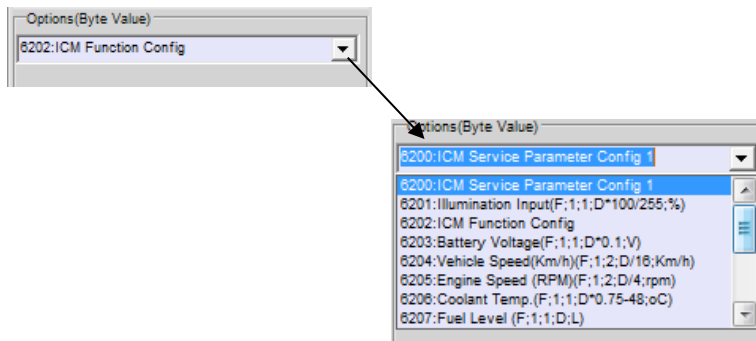 Options(Byte Value)
6202:ICM Function Config
Options(Byte Value)
6200:ICM Service Parameter Config 1
6200:ICM Service Parameter Config 1
6201:Illumination Input(F;1;1;D*100/255;%)
6202:ICM Function Config
6203:Battery Voltage(F;1;1;D*0.1;V)
6204:Vehicle Speed(Km/h)(F;1;2;D/16;Km/h)
6205:Engine Speed (RPM)(F;1;2;D/4;rpm)
6206:Coolant Temp.(F;1;1;D*0.75-48;oC)
6207:Fuel Level (F;1;1;D;L)